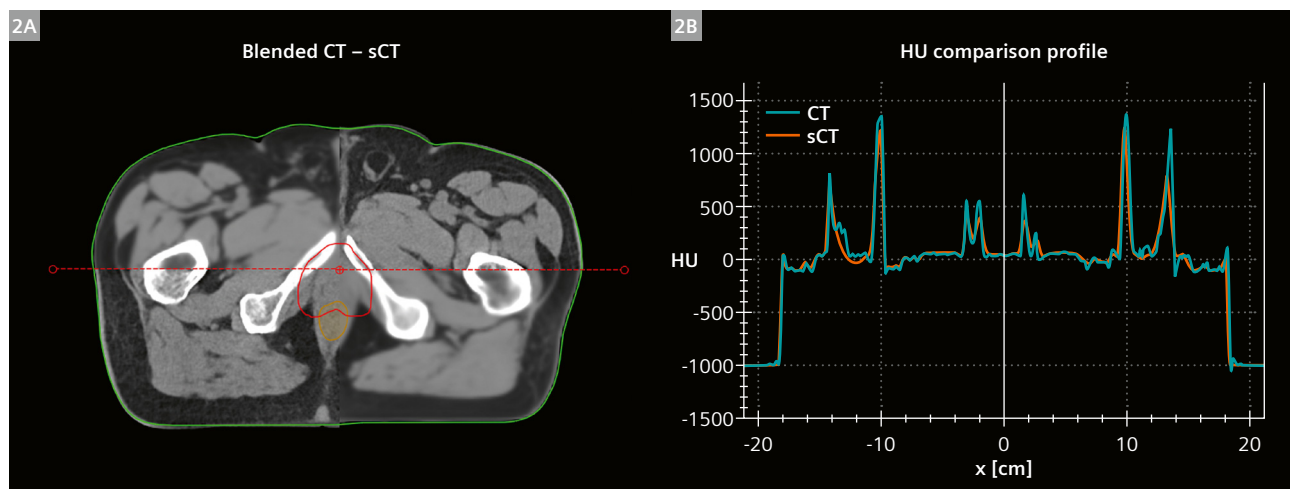 2A
Blended CT – sCT
2B
HU comparison profile
CT
sCT
1500
1000
500
HU
0
-500
-1000
-1500
-20
-10
0
10
20
x [cm]